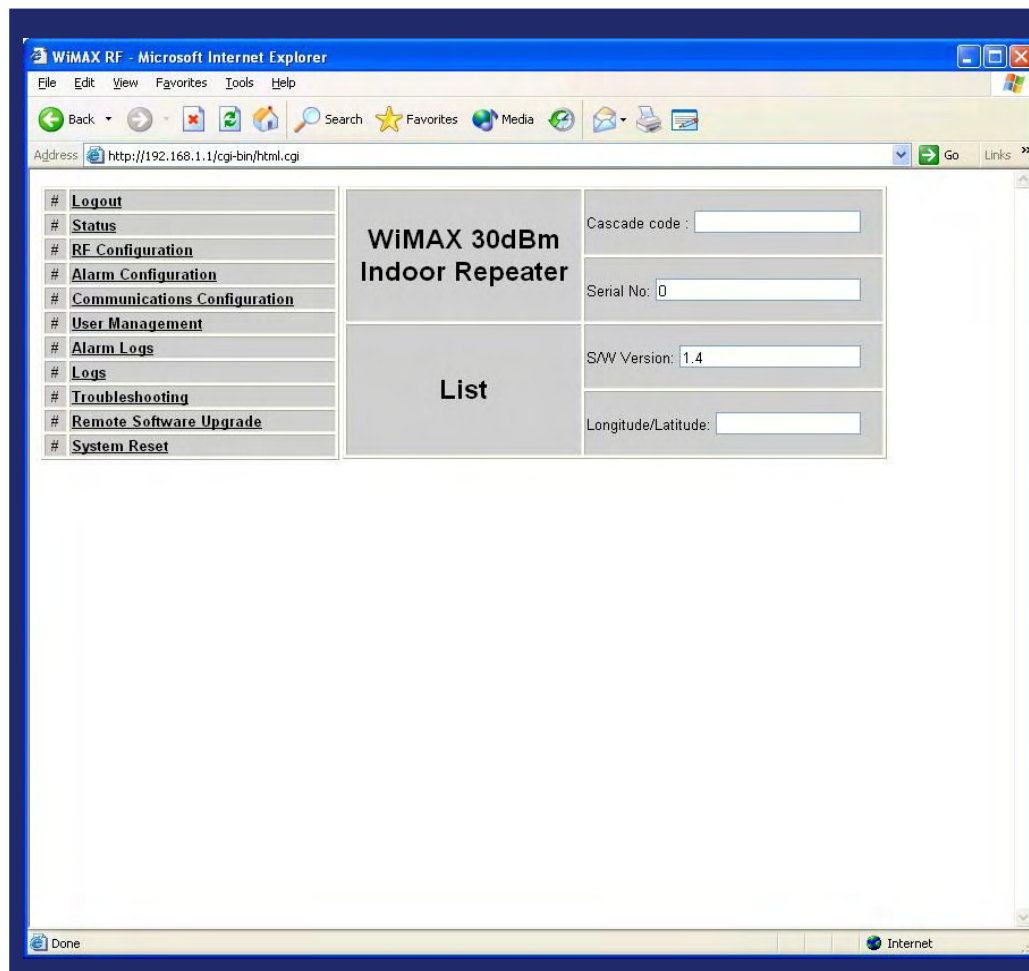 WiMAX RF - Microsoft Internet Explorer
File Edit View Favorites Tools Help
Back Search Favorites Media
Address http://192.168.1.1/cgi-bin/html.cgi Go Links »
# Logout
# Status
# RF Configuration
# Alarm Configuration
# Communications Configuration
# User Management
# Alarm Logs
# Logs
# Troubleshooting
# Remote Software Upgrade
# System Reset
WiMAX 30dBm
Indoor Repeater
List
Cascade code :
Serial No: 0
S/W Version: 1.4
Longitude/Latitude:
Done Internet